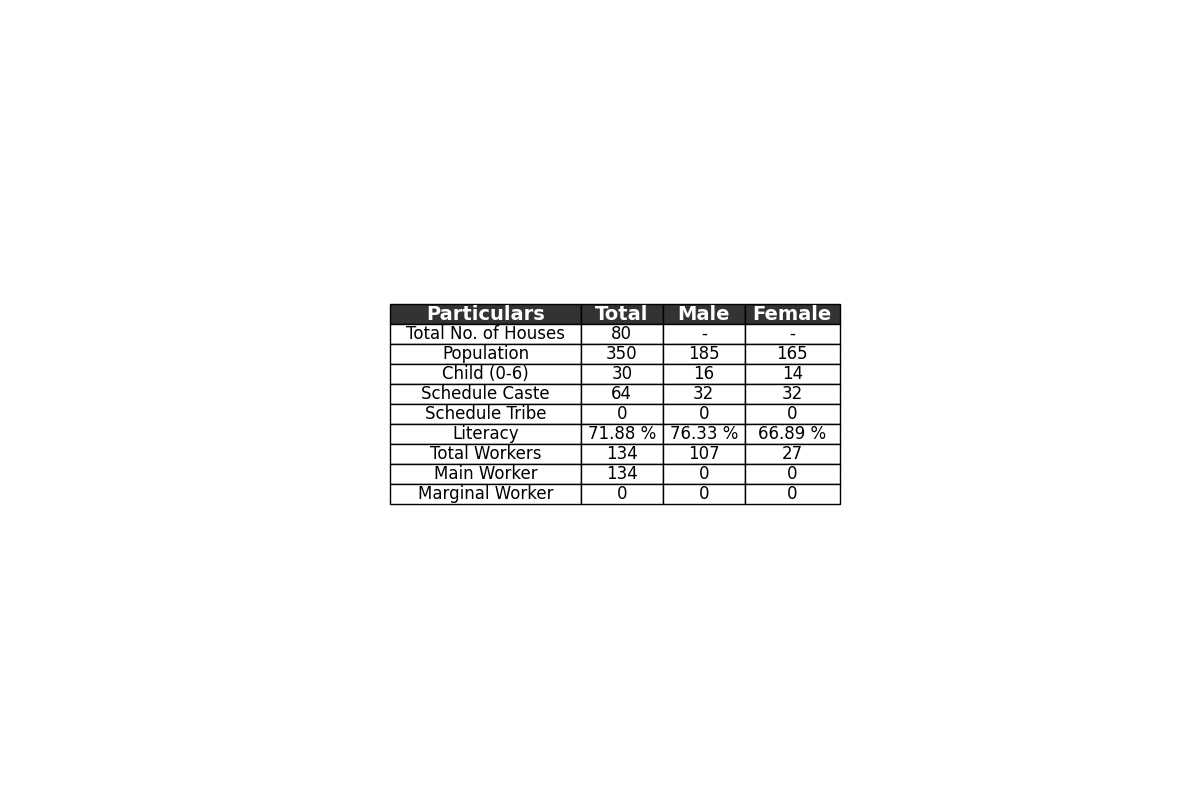 Particulars Total Male Female
Total No. of Houses 80 - -
Population 350 185 165
Child (0-6) 30 16 14
Schedule Caste 64 32 32
Schedule Tribe 0 0 0
Literacy 71.88 % 76.33 % 66.89 %
Total Workers 134 107 27
Main Worker 134 0 0
Marginal Worker 0 0 0